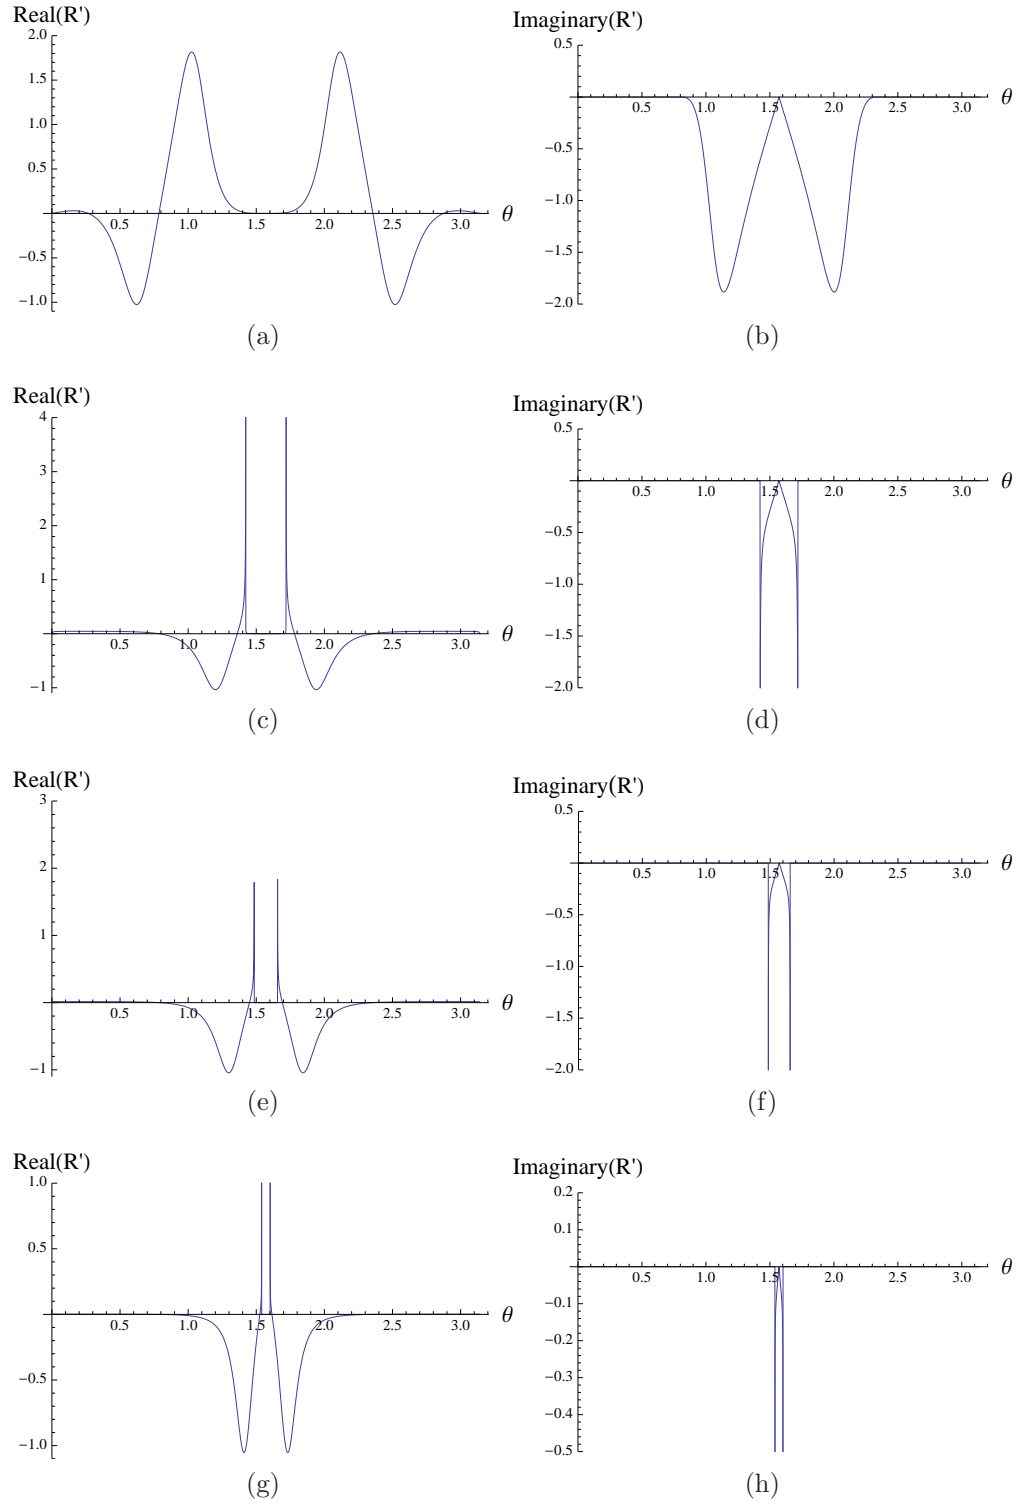 Real(R')
2.0
1.5
1.0
0.5
−0.5
−1.0
0.5 1.0 1.5 2.0 2.5 3.0 θ
(a)
Imaginary(R')
0.5
−0.5
−1.0
−1.5
−2.0
0.5 1.0 1.5 2.0 2.5 3.0 θ
(b)
Real(R')
4
3
2
1
−1
0.5 1.0 1.5 2.0 2.5 3.0 θ
(c)
Imaginary(R')
0.5
−0.5
−1.0
−1.5
−2.0
0.5 1.0 1.5 2.0 2.5 3.0 θ
(d)
Real(R')
3
2
1
−1
0.5 1.0 1.5 2.0 2.5 3.0 θ
(e)
Imaginary(R')
0.5
−0.5
−1.0
−1.5
−2.0
0.5 1.0 1.5 2.0 2.5 3.0 θ
(f)
Real(R')
1.0
0.5
−0.5
−1.0
0.5 1.0 1.5 2.0 2.5 3.0 θ
(g)
Imaginary(R')
0.2
0.1
−0.1
−0.2
−0.3
−0.4
−0.5
0.5 1.0 1.5 2.0 2.5 3.0 θ
(h)